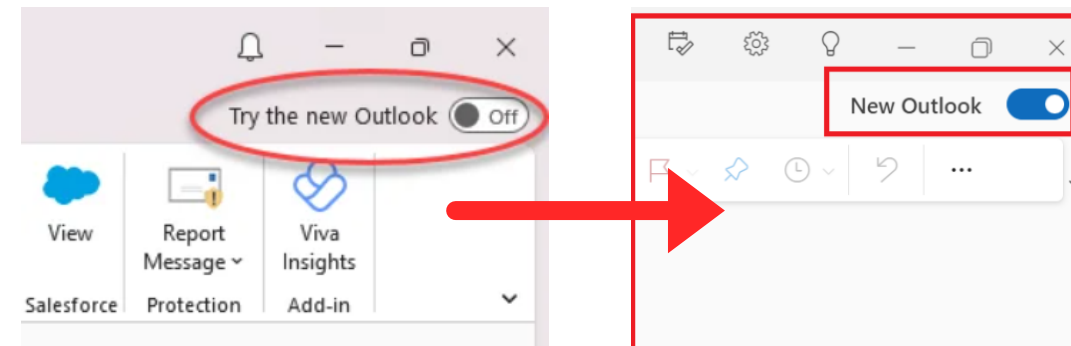 Try the new Outlook Off
View
Report
Message
Viva
Insights
Salesforce
Protection
Add-in
New Outlook
...